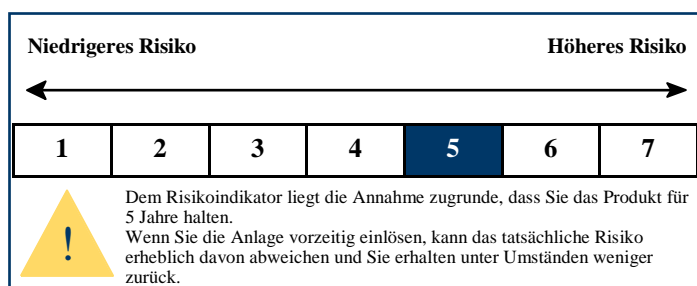 Niedrigeres Risiko Höheres Risiko
1 2 3 4 5 6 7
Dem Risikoindikator liegt die Annahme zugrunde, dass Sie das Produkt für
5 Jahre halten.
Wenn Sie die Anlage vorzeitig einlösen, kann das tatsächliche Risiko
erheblich davon abweichen und Sie erhalten unter Umständen weniger
zurück.
!